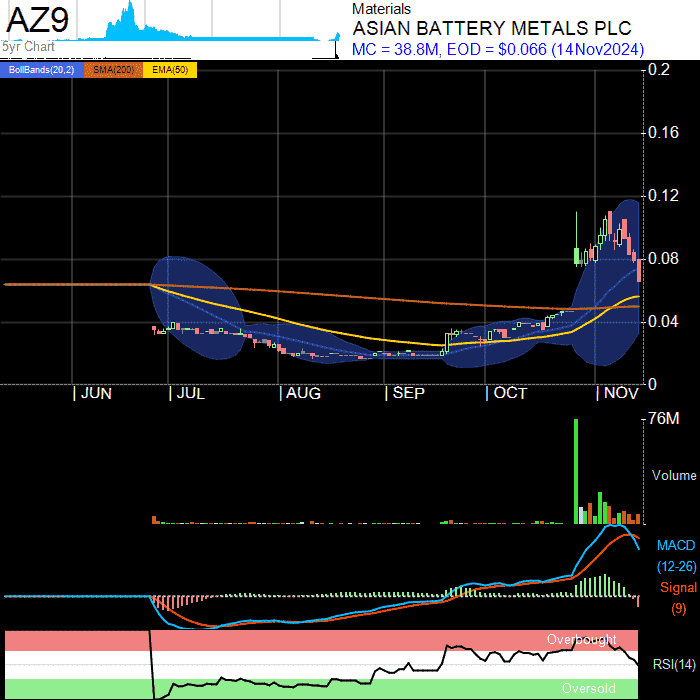 AZ9
Materials
ASIAN BATTERY METALS PLC
5yr Chart
MC = 38.8M, EOD = $0.066 (14Nov2024)
BollBands(20,2) SMA(200) EMA(50)
0.2
0.16
0.12
0.08
0.04
0
| JUN | JUL | AUG | SEP | OCT | NOV
76M
Volume
MACD
(12-26)
Signal
(9)
Overbought
RSI(14)
Oversold